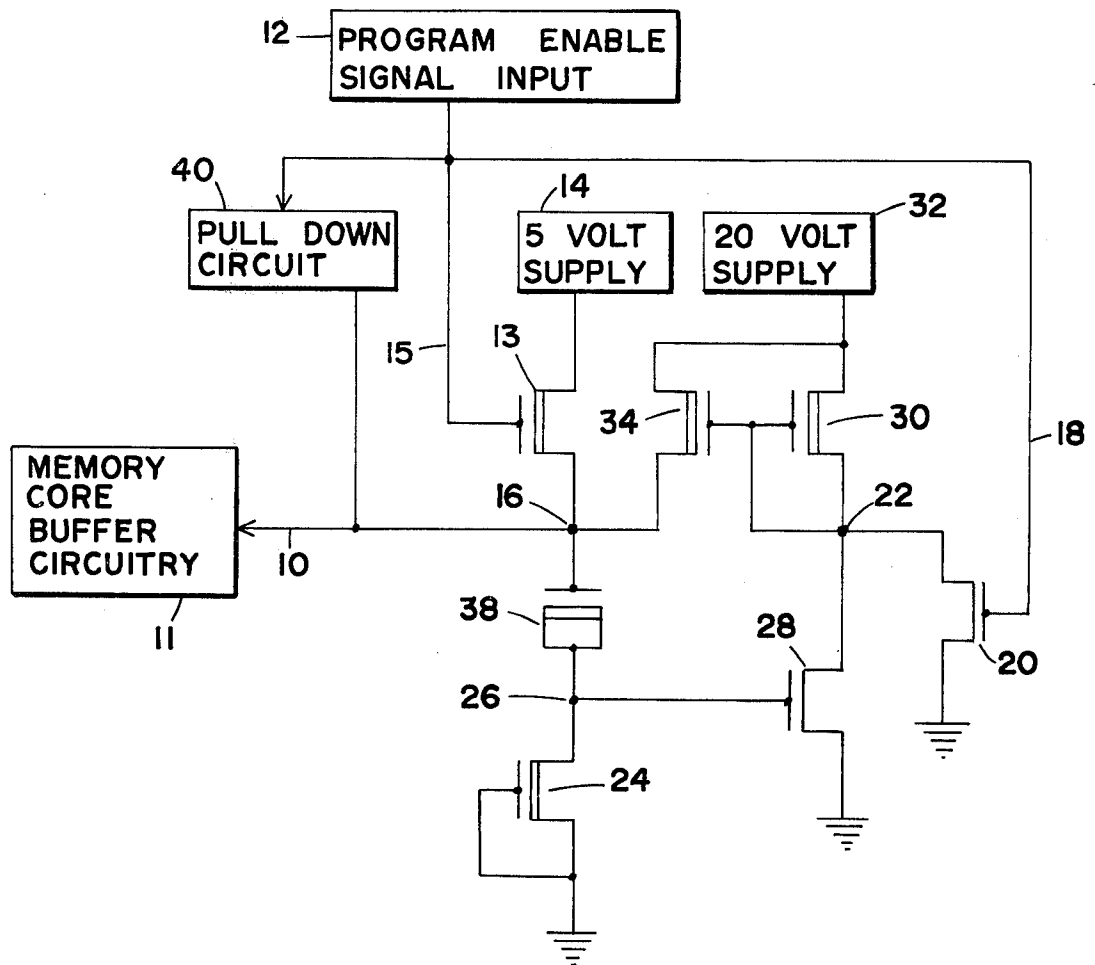 12
PROGRAM ENABLE
SIGNAL INPUT
40
14
32
PULL DOWN
CIRCUIT
5 VOLT
SUPPLY
20 VOLT
SUPPLY
15
13
34
30
18
MEMORY
CORE
BUFFER
CIRCUITRY
16
22
10
11
38
28
20
26
24